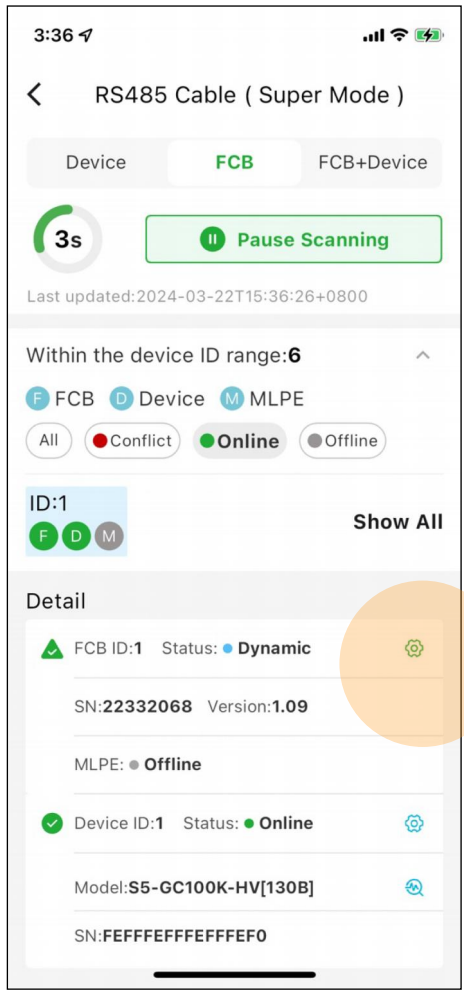 3:36
RS485 Cable ( Super Mode )
Device FCB FCB+Device
3s Pause Scanning
Last updated:2024-03-22T15:36:26+0800
Within the device ID range:6
F FCB D Device M MLPE
All Conflict Online Offline
ID:1
F D M
Show All
Detail
FCB ID:1 Status: Dynamic
SN:22332068 Version:1.09
MLPE: Offline
Device ID:1 Status: Online
Model:S5-GC100K-HV[130B]
SN:FEFFFEFFFEFFFEF0